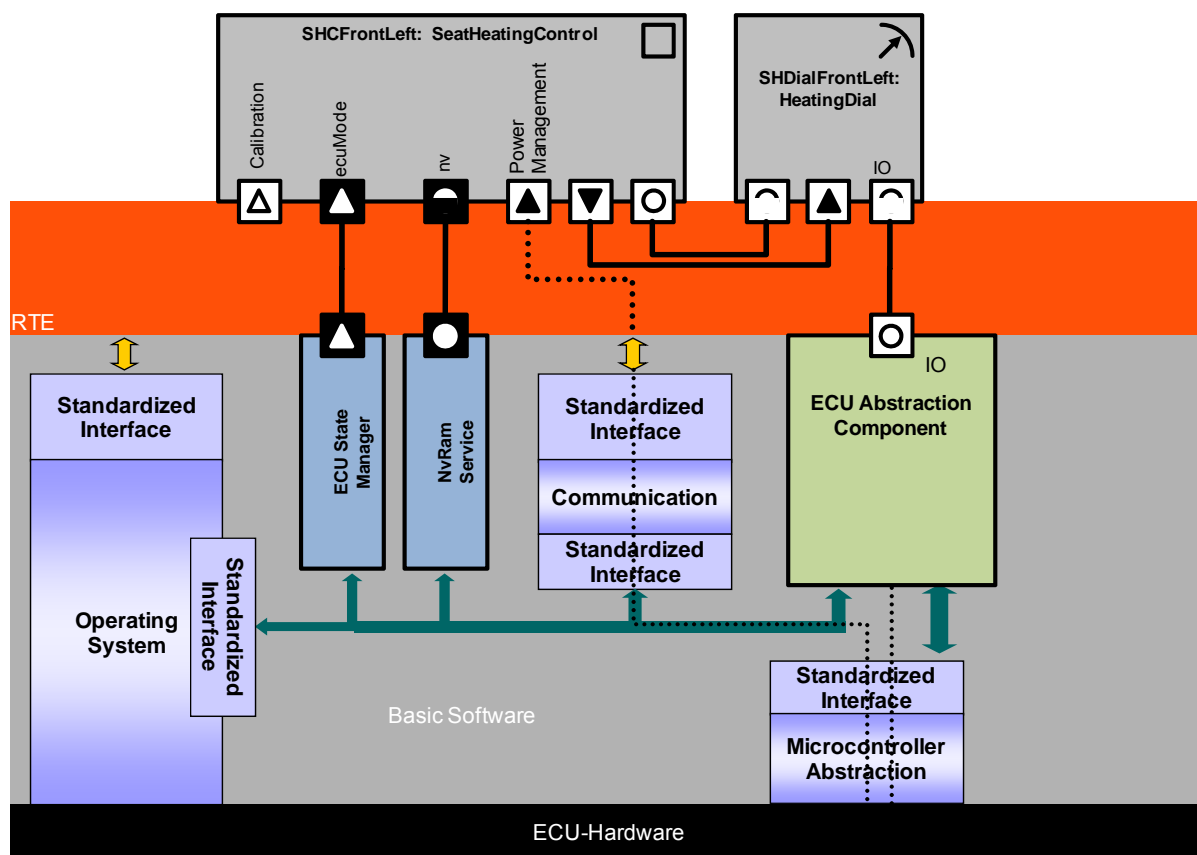 SHCFrontLeft: SeatHeatingControl
SHDialFrontLeft:
HeatingDial
Calibration
ecuMode
nv
Power
Management
IO
RTE
IO
Standardized
Interface
ECU State
Manager
NvRam
Service
Standardized
Interface
ECU Abstraction
Component
Communication
Standardized
Interface
Standardized
Interface
Operating
System
Standardized
Interface
Basic Software
Microcontroller
Abstraction
ECU-Hardware